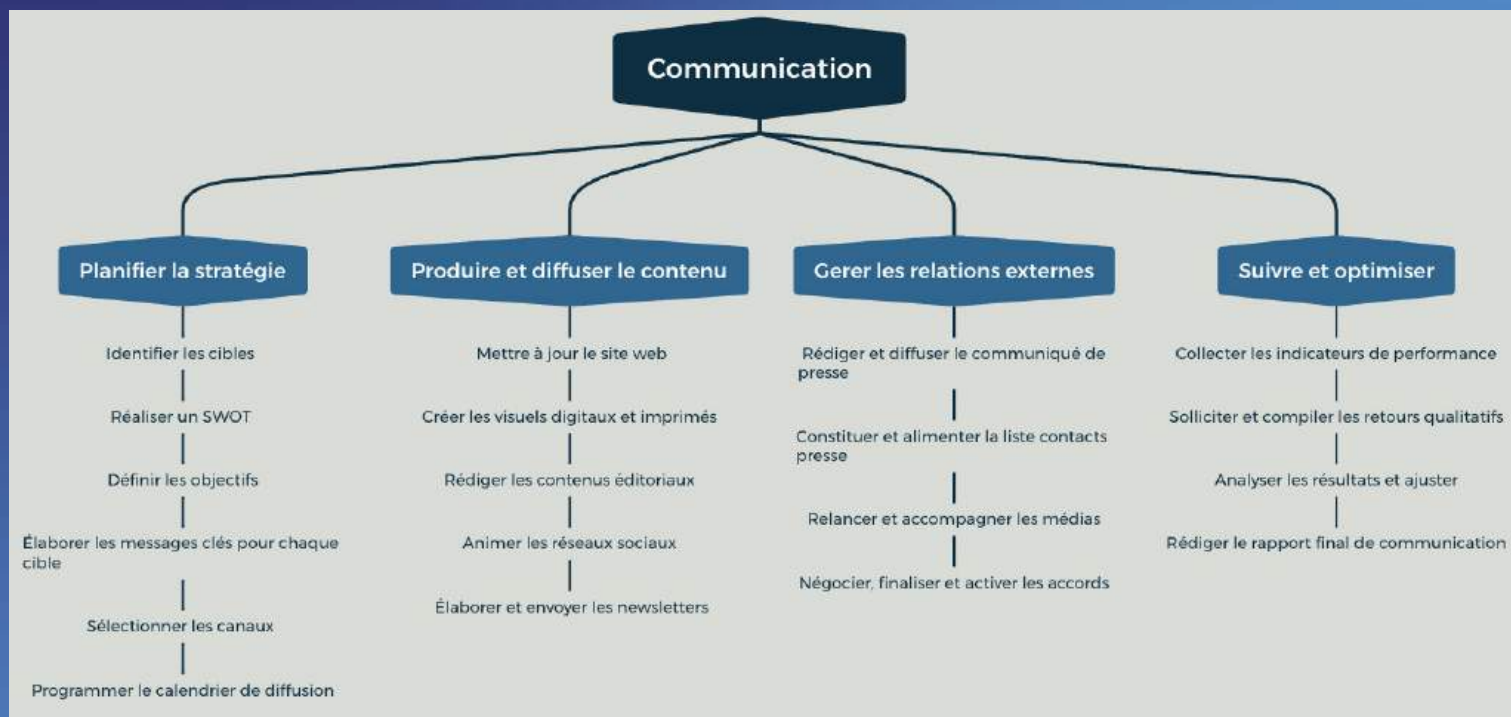 Communication
Planifier la stratégie
Identifier les cibles
Réaliser un SWOT
Définir les objectifs
Élaborer les messages clés pour chaque
cible
Sélectionner les canaux
Programmer le calendrier de diffusion
Produire et diffuser le contenu
Mettre à jour le site web
Créer les visuels digitaux et imprimés
Rédiger les contenus éditoriaux
Animer les réseaux sociaux
Élaborer et envoyer les newsletters
Gerer les relations externes
Rédiger et diffuser le communiqué de
presse
Constituer et alimenter la liste contacts
presse
Relancer et accompagner les médias
Négocier, finaliser et activer les accords
Suivre et optimiser
Collecter les indicateurs de performance
Solliciter et compiler les retours qualitatifs
Analyser les résultats et ajuster
Rédiger le rapport final de communication